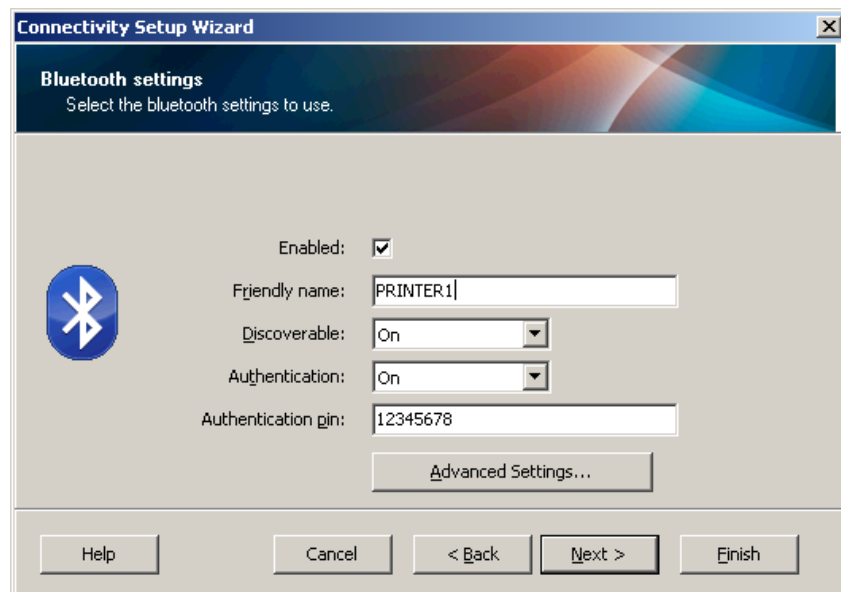 Connectivity Setup Wizard
Bluetooth settings
Select the bluetooth settings to use.
Enabled:
Friendly name: PRINTER1
Discoverable: On
Authentication: On
Authentication pin: 12345678
Advanced Settings...
Help Cancel < Back Next > Finish